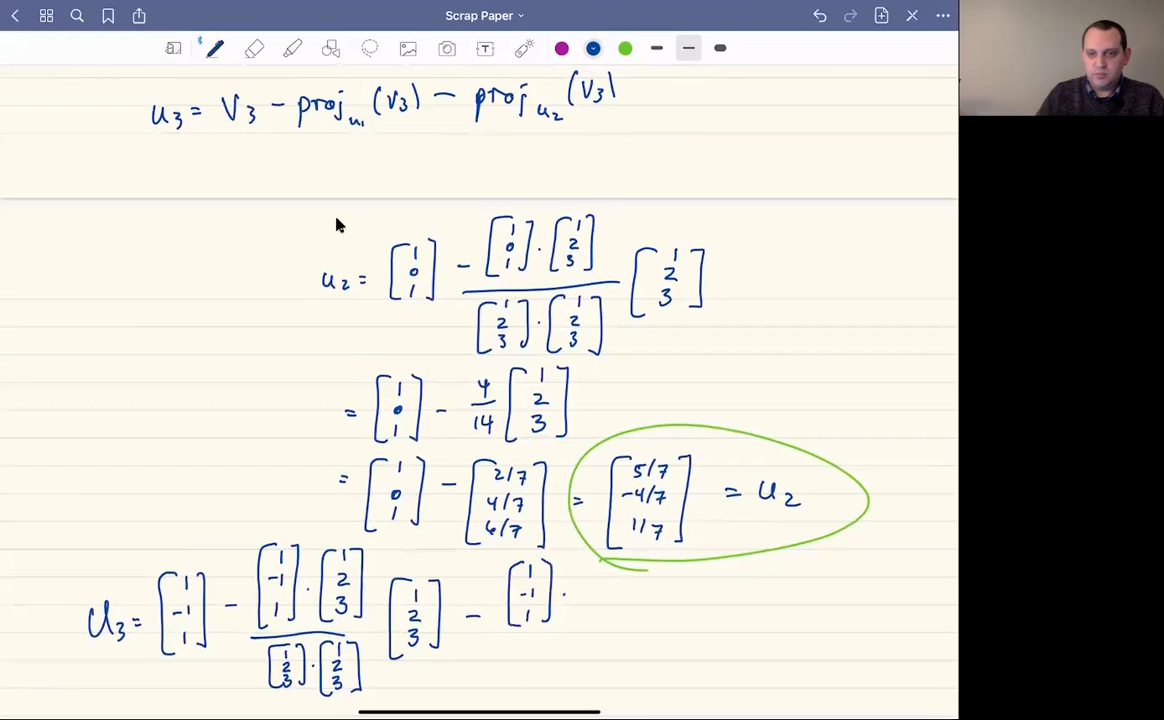 Scrap Paper
u₃ = V₃ - proj_u₁ (V₃) - proj_u₂ (V₃)
u₂ = [1 0 1] - [1 0 1] · [1 2 3] / [1 2 3] · [1 2 3] [1 2 3]
= [1 0 1] - 4/14 [1 2 3]
= [1 0 1] - [2/7 4/7 6/7] = [5/7 -4/7 1/7] = u₂
U₃ = [1 -1 1] - [1 -1 1] · [1 2 3] / [1 2 3] · [1 2 3] [1 2 3] - [1 -1 1] ·